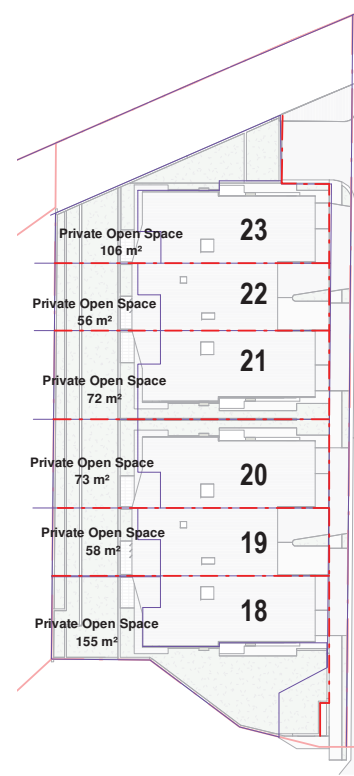 23
Private Open Space
106 m²
22
Private Open Space
56 m²
21
Private Open Space
72 m²
20
Private Open Space
73 m²
19
Private Open Space
58 m²
18
Private Open Space
155 m²